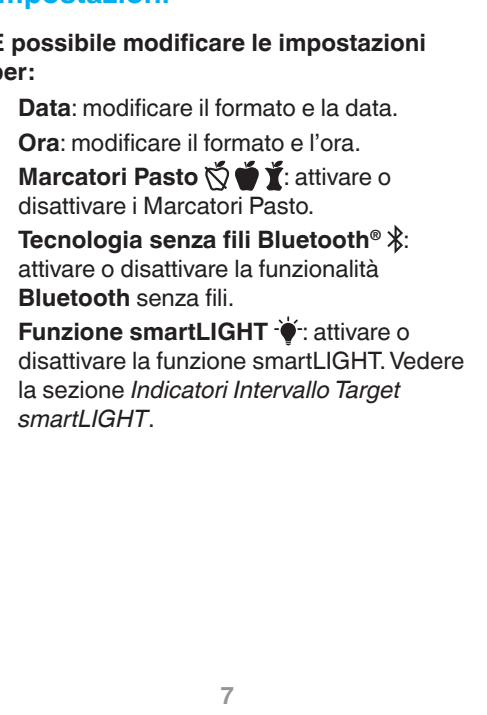 mpostazioni
È possibile modificare le impostazioni
per:
Data: modificare il formato e la data.
Ora: modificare il formato e l’ora.
Marcatori Pasto : attivare o
disattivare i Marcatori Pasto.
Tecnologia senza fili Bluetooth® :
attivare o disattivare la funzionalità
Bluetooth senza fili.
Funzione smartLIGHT : attivare o
disattivare la funzione smartLIGHT. Vedere
la sezione Indicatori Intervallo Target
smartLIGHT.
7